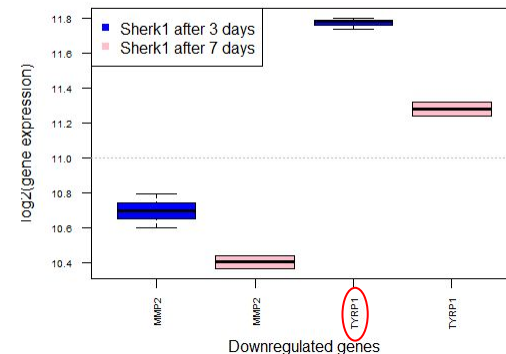 Sherk1 after 3 days
Sherk1 after 7 days
log2(gene expression)
11.8
11.6
11.4
11.2
11.0
10.8
10.6
10.4
MMP2
MMP2
TYRP1
TYRP1
Downregulated genes